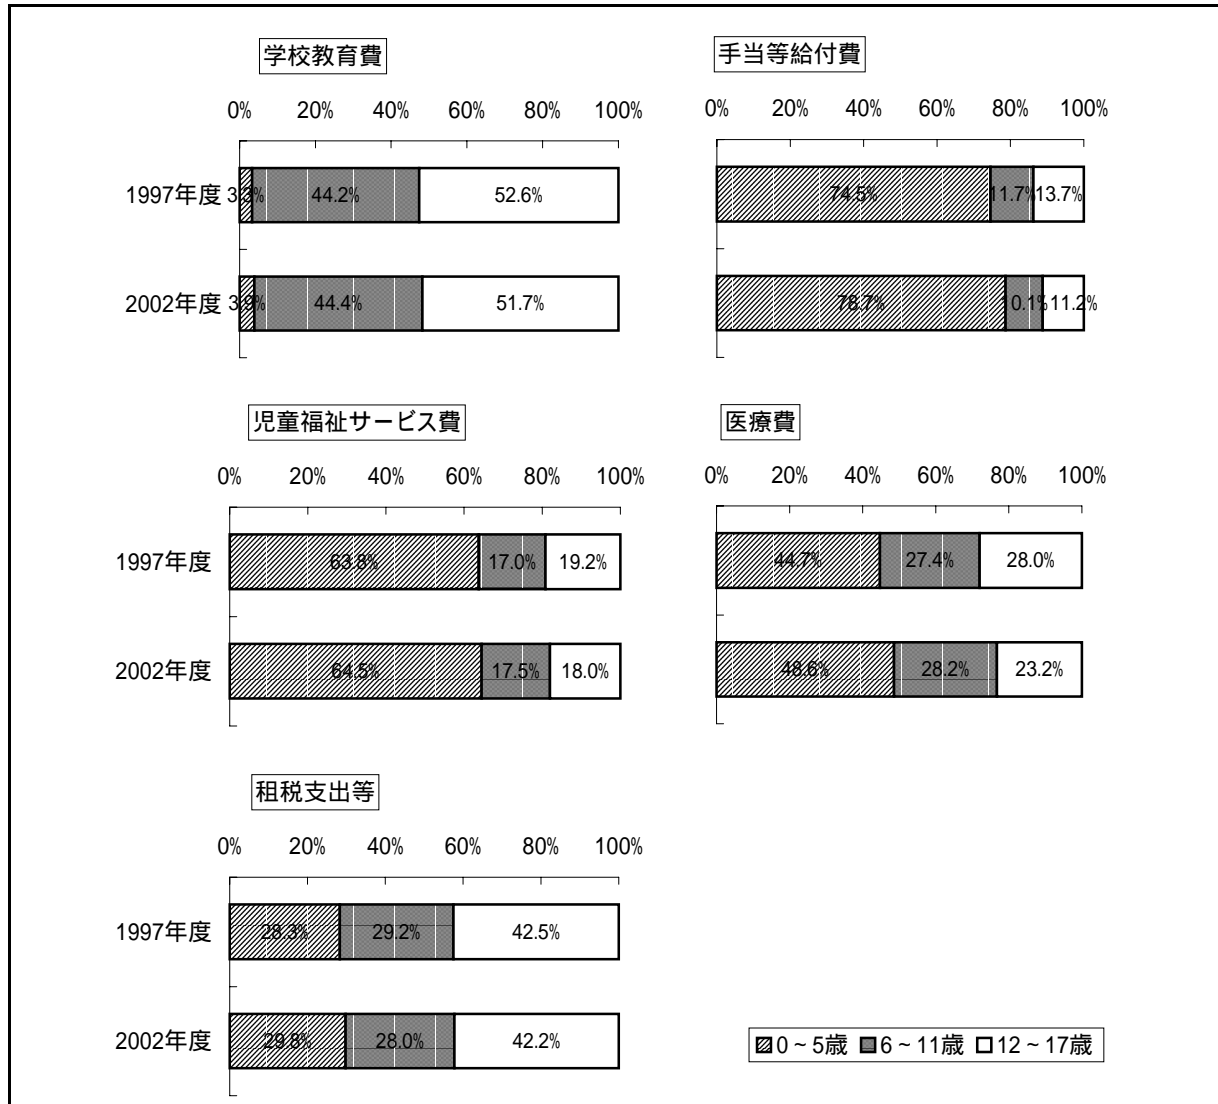 学校教育費
0% 20% 40% 60% 80% 100%
1997年度 3.3% 44.2% 52.6%
2002年度 3.9% 44.4% 51.7%
手当等給付費
0% 20% 40% 60% 80% 100%
74.5% 11.7% 13.7%
78.7% 10.1% 11.2%
児童福祉サービス費
0% 20% 40% 60% 80% 100%
1997年度 63.8% 17.0% 19.2%
2002年度 64.5% 17.5% 18.0%
医療費
0% 20% 40% 60% 80% 100%
44.7% 27.4% 28.0%
48.6% 28.2% 23.2%
租税支出等
0% 20% 40% 60% 80% 100%
1997年度 28.3% 29.2% 42.5%
2002年度 29.8% 28.0% 42.2%
0～5歳 6～11歳 12～17歳